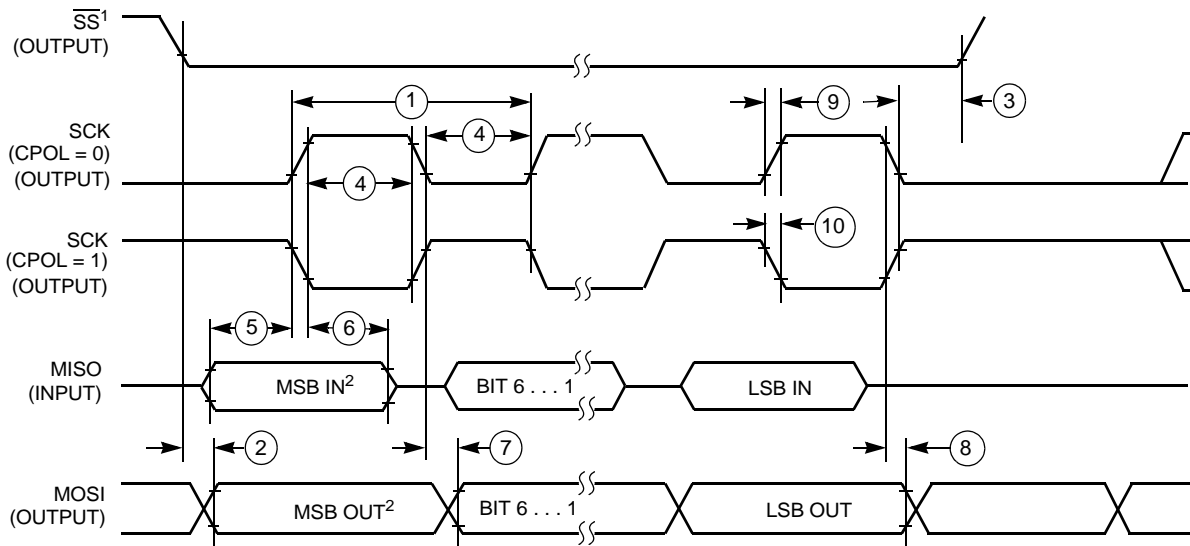 SS¹
(OUTPUT)
1
9
3
SCK
(CPOL = 0)
(OUTPUT)
4
4
SCK
(CPOL = 1)
(OUTPUT)
10
5
6
MISO
(INPUT)
MSB IN²
BIT 6 . . . 1
LSB IN
2
7
8
MOSI
(OUTPUT)
MSB OUT²
BIT 6 . . . 1
LSB OUT